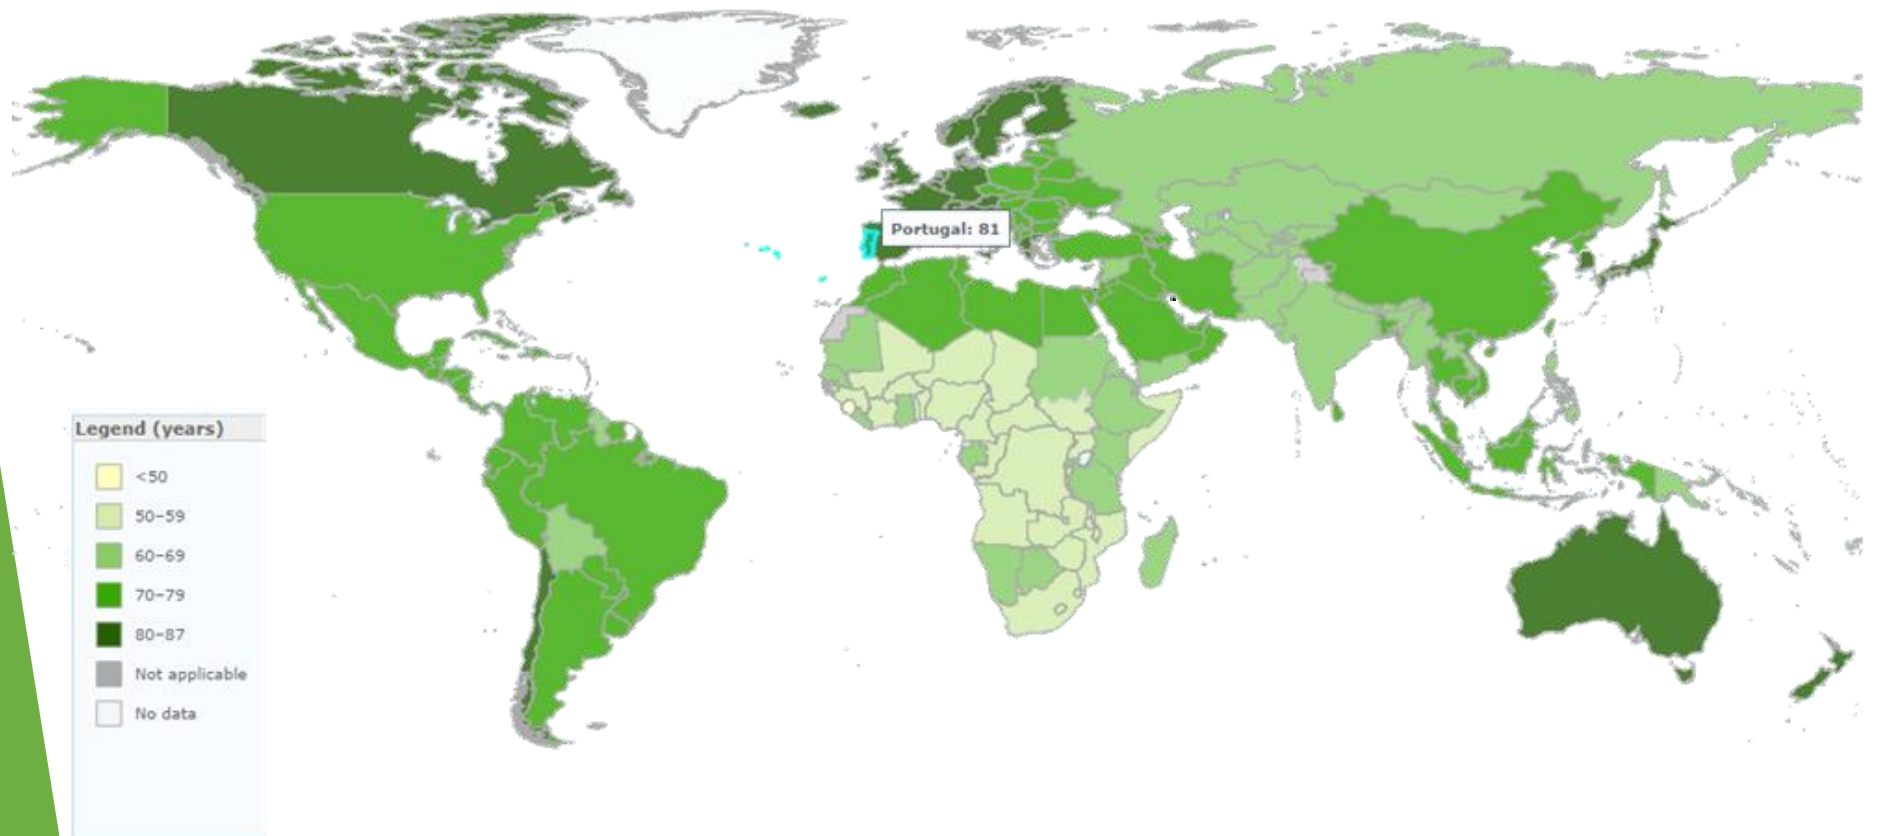 Portugal: 81
Legend (years)
<50
50–59
60–69
70–79
80–87
Not applicable
No data